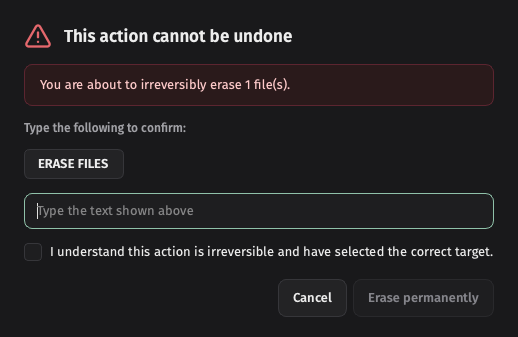 This action cannot be undone
You are about to irreversibly erase 1 file(s).
Type the following to confirm:
ERASE FILES
Type the text shown above
I understand this action is irreversible and have selected the correct target.
Cancel
Erase permanently